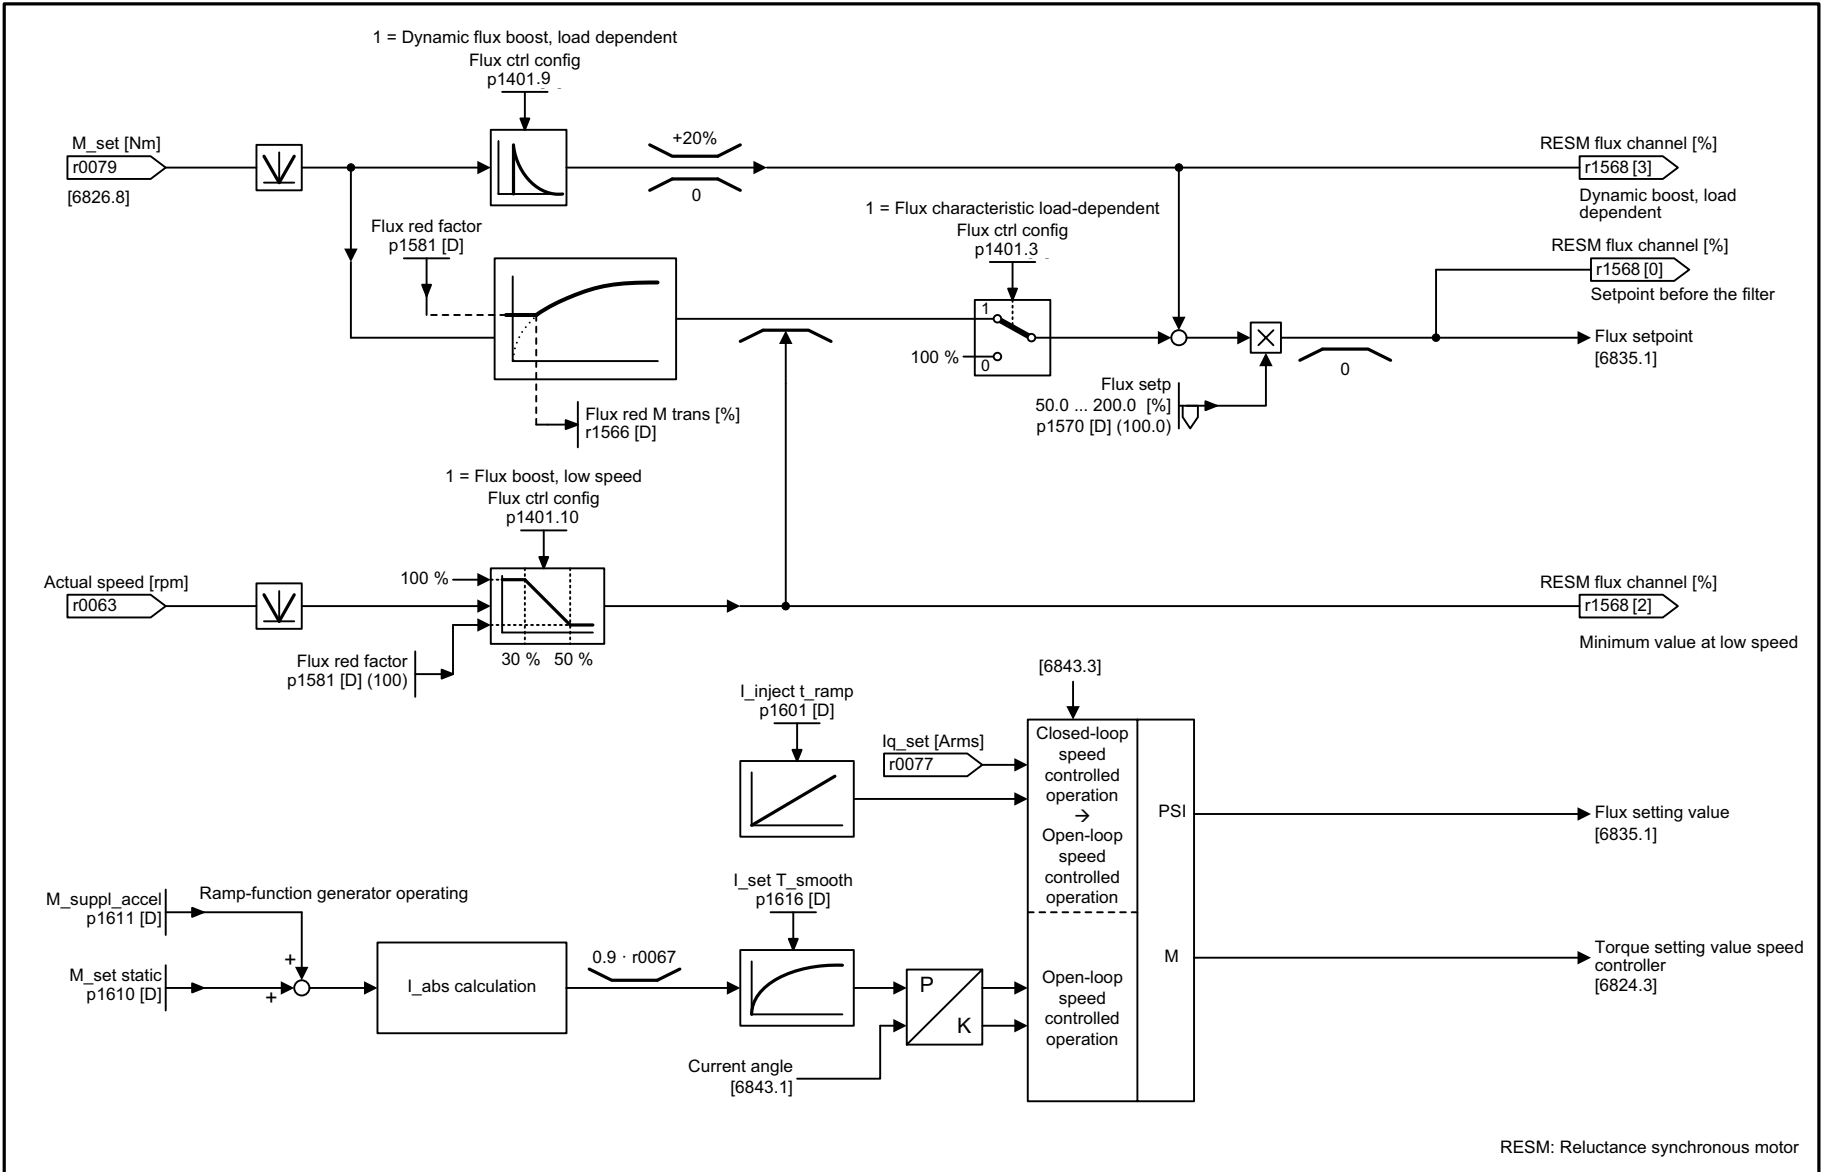 1 = Dynamic flux boost, load dependent
Flux ctrl config
p1401.9
M_set [Nm]
r0079
[6826.8]
+20%
0
RESM flux channel [%]
r1568 [3]
Dynamic boost, load
dependent
Flux red factor
p1581 [D]
1 = Flux characteristic load-dependent
Flux ctrl config
p1401.3
RESM flux channel [%]
r1568 [0]
Setpoint before the filter
1
100 %
0
Flux setpoint
[6835.1]
0
Flux setp
50.0 ... 200.0 [%]
p1570 [D] (100.0)
Flux red M trans [%]
r1566 [D]
1 = Flux boost, low speed
Flux ctrl config
p1401.10
Actual speed [rpm]
r0063
100 %
30 % 50 %
Flux red factor
p1581 [D] (100)
RESM flux channel [%]
r1568 [2]
Minimum value at low speed
[6843.3]
I_inject t_ramp
p1601 [D]
Iq_set [Arms]
r0077
Closed-loop
speed
controlled
operation
→
Open-loop
speed
controlled
operation
PSI
Flux setting value
[6835.1]
M_suppl_accel
p1611 [D]
Ramp-function generator operating
+
M_set static
p1610 [D]
+
I_abs calculation
0.9 · r0067
I_set T_smooth
p1616 [D]
P
K
Current angle
[6843.1]
Open-loop
speed
controlled
operation
M
Torque setting value speed
controller
[6824.3]
RESM: Reluctance synchronous motor